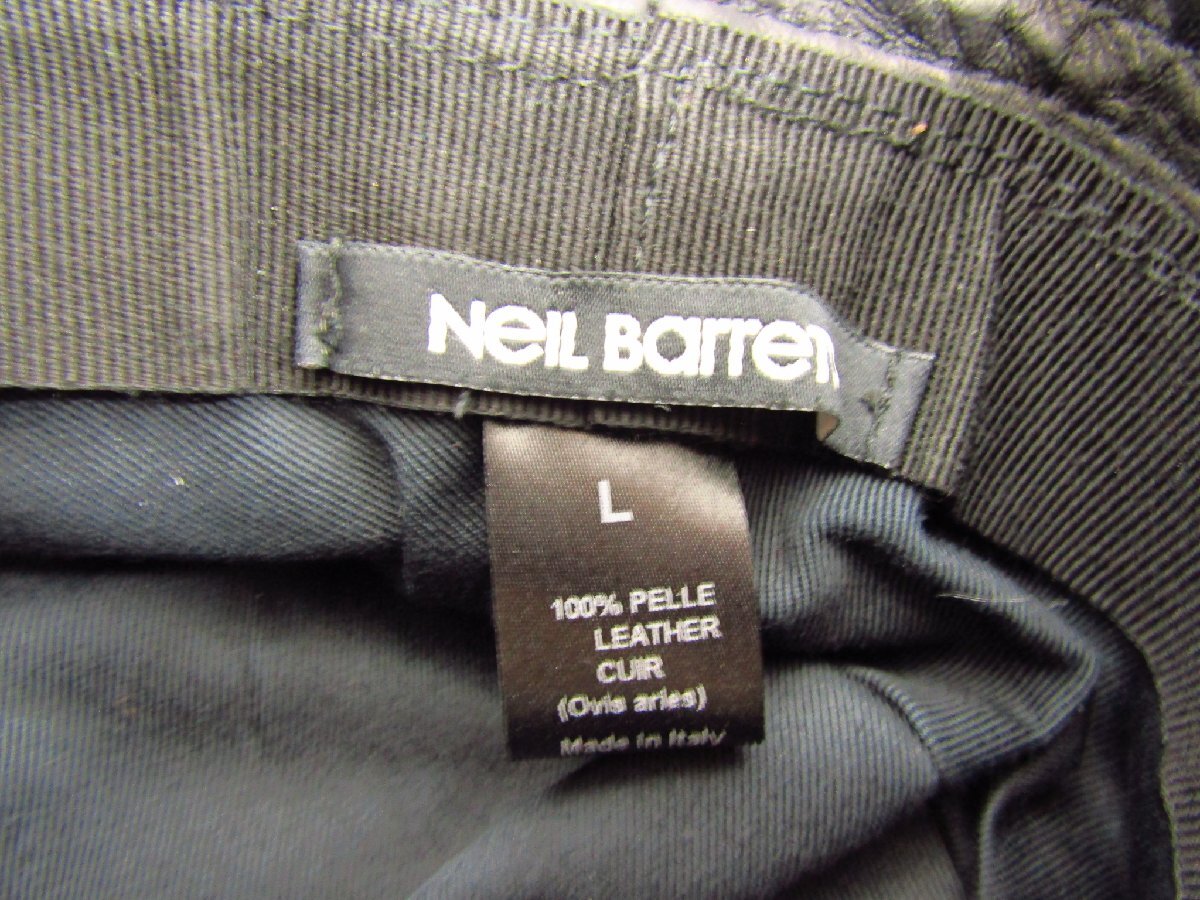 NeiL Barret
L
100% PELLE
LEATHER
CUIR
(Ovis aries)
Made in Italy